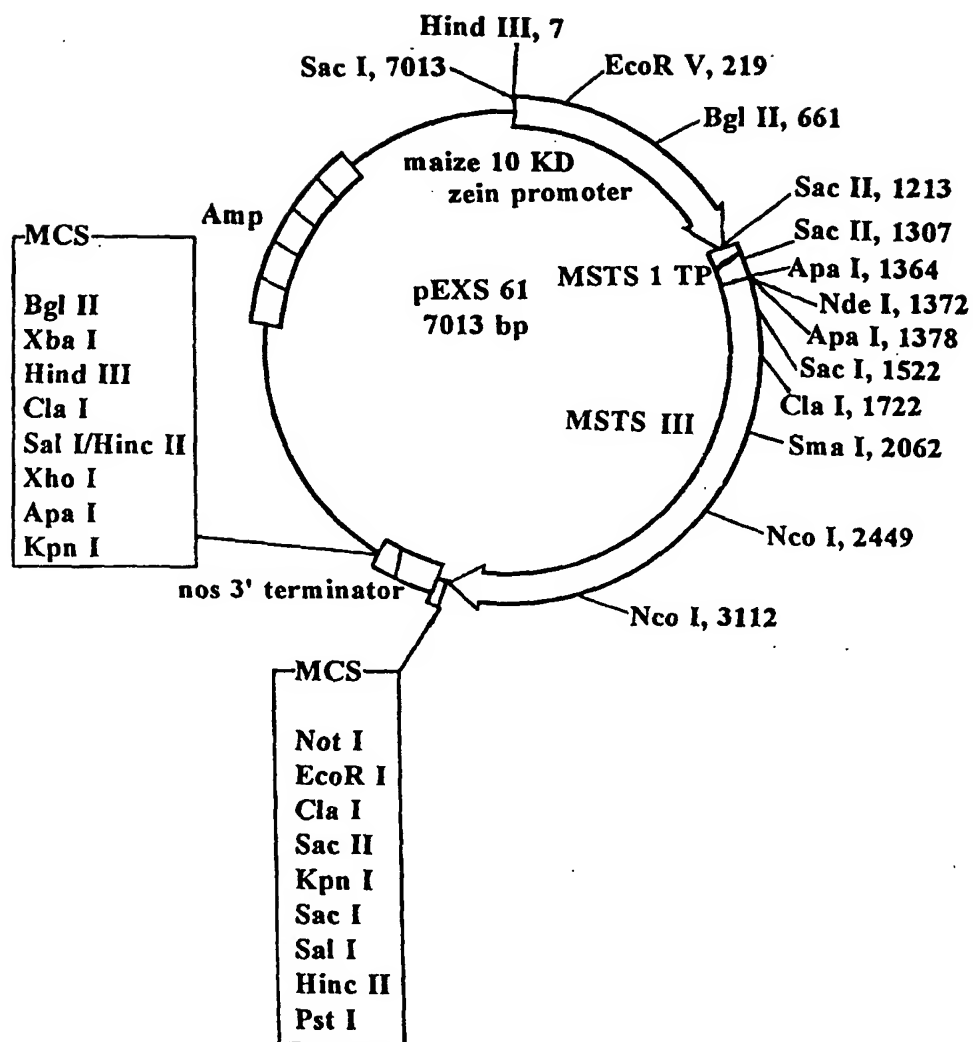 Hind III, 7
Sac I, 7013
EcoR V, 219
Bgl II, 661
maize 10 KD
zein promoter
Sac II, 1213
Sac II, 1307
Amp
MCS
MSTS 1 TP
Apa I, 1364
pEXS 61
7013 bp
Nde I, 1372
Apa I, 1378
Sac I, 1522
Cla I, 1722
MSTS III
Sma I, 2062
Bgl II
Xba I
Hind III
Cla I
Sal I/Hinc II
Xho I
Apa I
Kpn I
Nco I, 2449
nos 3' terminator
Nco I, 3112
MCS
Not I
EcoR I
Cla I
Sac II
Kpn I
Sac I
Sal I
Hinc II
Pst I